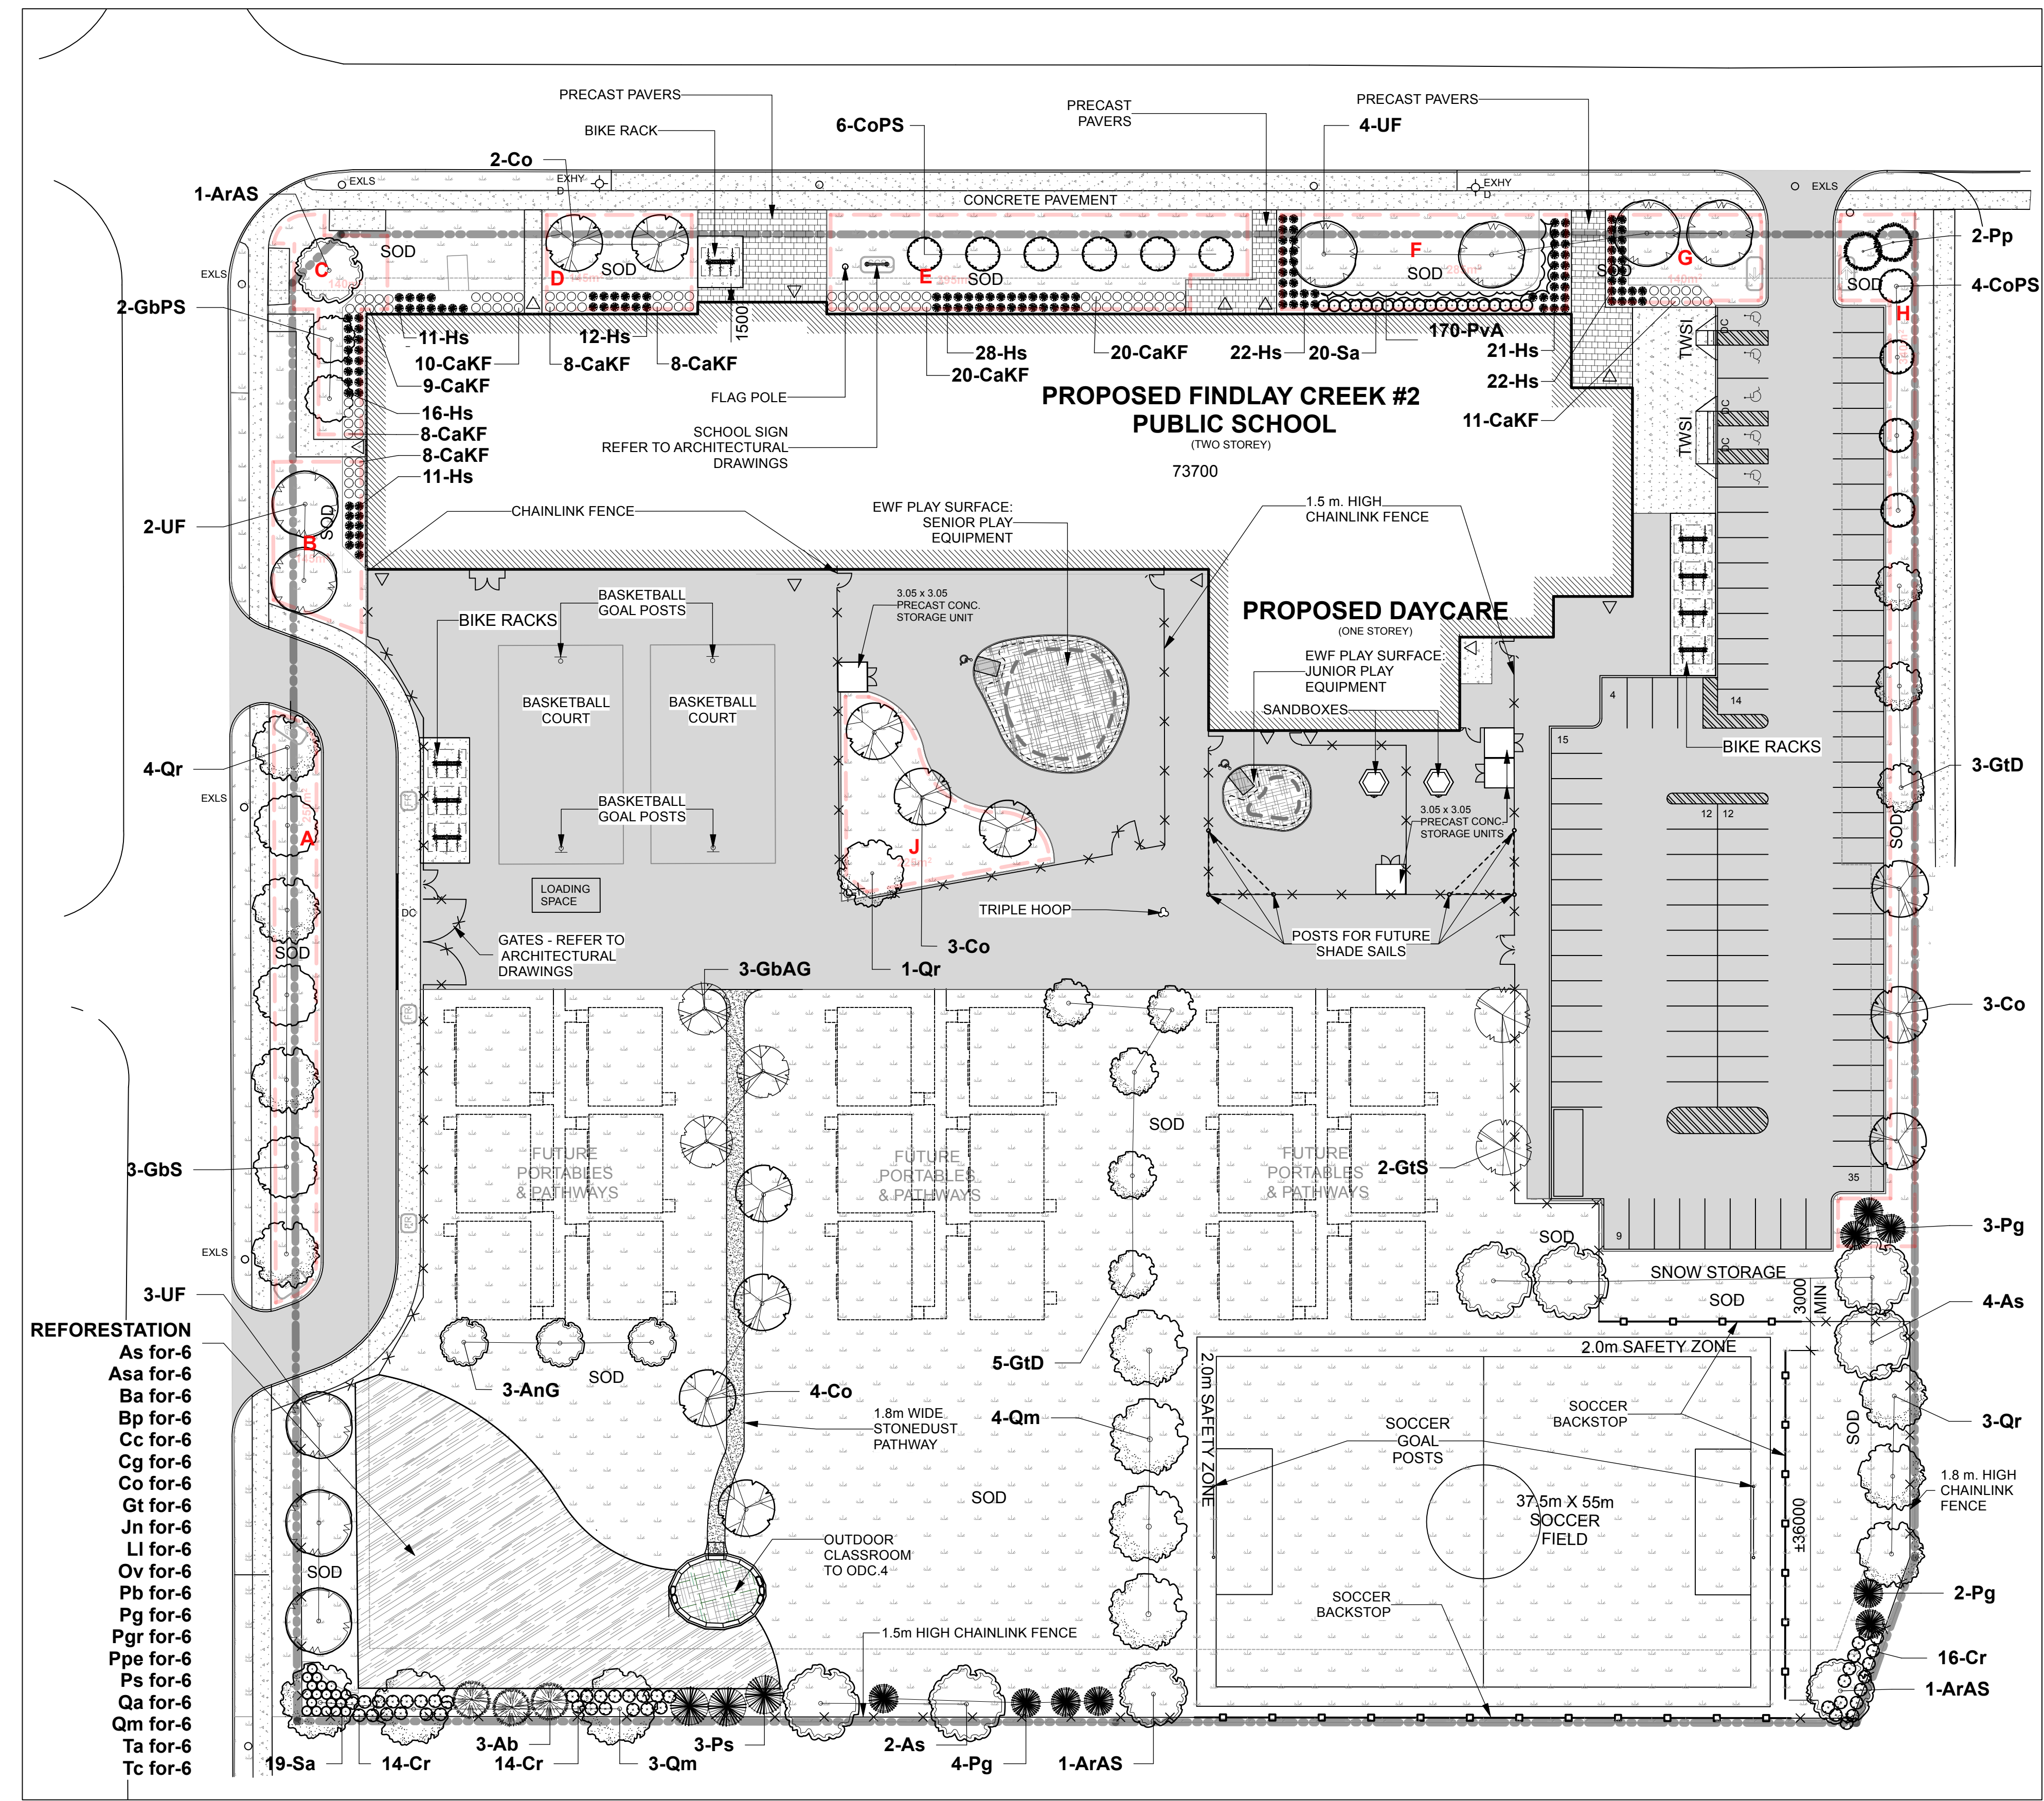 PRECAST PAVERS
PRECAST
PAVERS
PRECAST PAVERS
BIKE RACK
6-CoPS
4-UF
2-Co
1-ArAS
EXLS
EXHY
D
EXHY
D
EXLS
CONCRETE PAVEMENT
2-Pp
SOD
C
140m²
D
SOD
145m²
E
SOD
395m²
F
SOD
SOD
G
140m²
SOD
4-CoPS
H
EXLS
2-GbPS
11-Hs
12-Hs
1500
28-Hs
20-CaKF
22-Hs
20-Sa
170-PvA
21-Hs
TWSI
DC
10-CaKF
8-CaKF
8-CaKF
20-CaKF
22-Hs
9-CaKF
FLAG POLE
PROPOSED FINDLAY CREEK #2
PUBLIC SCHOOL
(TWO STOREY)
73700
16-Hs
11-CaKF
DC
TWSI
8-CaKF
SCHOOL SIGN
REFER TO ARCHITECTURAL
DRAWINGS
8-CaKF
11-Hs
2-UF
SOD
B
145m²
CHAINLINK FENCE
EWF PLAY SURFACE:
SENIOR PLAY
EQUIPMENT
1.5 m. HIGH
CHAINLINK FENCE
BIKE RACKS
BASKETBALL
GOAL POSTS
3.05 x 3.05
PRECAST CONC.
STORAGE UNIT
PROPOSED DAYCARE
(ONE STOREY)
EWF PLAY SURFACE:
JUNIOR PLAY
EQUIPMENT
BASKETBALL
COURT
BASKETBALL
COURT
SANDBOXES
4
14
15
BIKE RACKS
4-Qr
3-GtD
EXLS
FR
A
BASKETBALL
GOAL POSTS
3.05 x 3.05
PRECAST CONC.
STORAGE UNITS
12
12
SOD
J
LOADING
SPACE
DC
TRIPLE HOOP
SOD
GATES - REFER TO
ARCHITECTURAL
DRAWINGS
3-Co
POSTS FOR FUTURE
SHADE SAILS
3-GbAG
1-Qr
3-Co
FR
SOD
3-GbS
FUTURE
PORTABLES
& PATHWAYS
FUTURE
PORTABLES
& PATHWAYS
FUTURE
PORTABLES
& PATHWAYS
2-GtS
35
FR
9
3-Pg
EXLS
SOD
SNOW STORAGE
3-UF
SOD
3000
MIN
4-As
REFORESTATION
As for-6
Asa for-6
Ba for-6
Bp for-6
Cc for-6
Cg for-6
Co for-6
Gt for-6
Jn for-6
Ll for-6
Ov for-6
Pb for-6
Pg for-6
Pgr for-6
Ppe for-6
Ps for-6
Qa for-6
Qm for-6
Ta for-6
Tc for-6
2.0m SAFETY ZONE
2.0m SAFETY ZONE
5-GtD
3-AnG
SOD
4-Co
1.8m WIDE
STONEDUST
PATHWAY
4-Qm
SOCCER
GOAL
POSTS
SOCCER
BACKSTOP
SOD
3-Qr
1.8 m. HIGH
CHAINLINK
FENCE
SOD
37.5m X 55m
SOCCER
FIELD
±36000
OUTDOOR
CLASSROOM
TO ODC.4
SOD
SOCCER
BACKSTOP
2-Pg
1.5m HIGH CHAINLINK FENCE
16-Cr
1-ArAS
19-Sa
14-Cr
3-Ab
14-Cr
3-Qm
3-Ps
2-As
4-Pg
1-ArAS